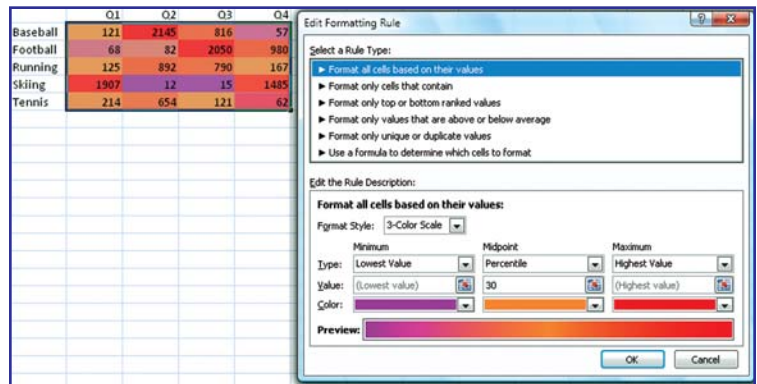 Q1 Q2 Q3 Q4
Baseball 121 2145 816 57
Football 68 82 2050 980
Running 125 892 790 167
Skiing 1907 12 15 1485
Tennis 214 654 121 62
Edit Formatting Rule
Select a Rule Type:
► Format all cells based on their values
► Format only cells that contain
► Format only top or bottom ranked values
► Format only values that are above or below average
► Format only unique or duplicate values
► Use a formula to determine which cells to format
Edit the Rule Description:
Format all cells based on their values:
Format Style: 3-Color Scale
Minimum Midpoint Maximum
Type: Lowest Value Percentile Highest Value
Value: (Lowest value) 30 (Highest value)
Color:
Preview:
OK Cancel